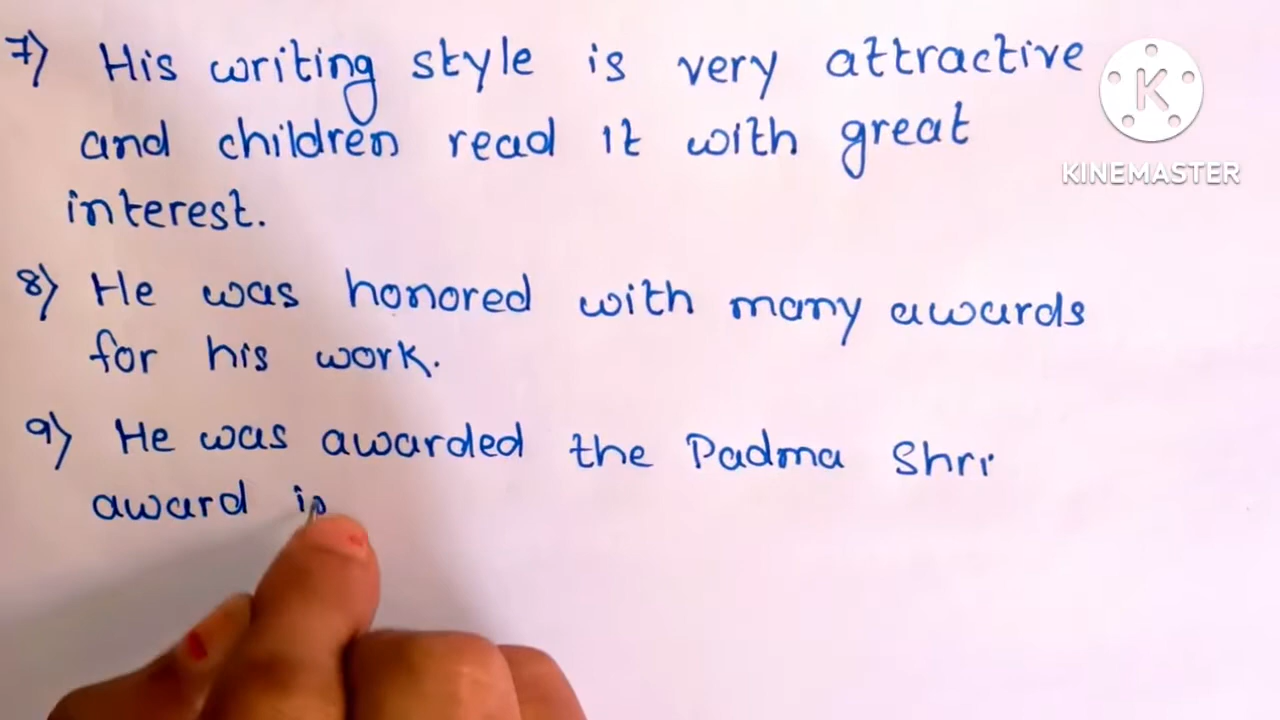 7) His writing style is very attractive
and children read it with great
interest.
8) He was honored with many awards
for his work.
9) He was awarded the Padma Shri
award in
K
KINEMASTER